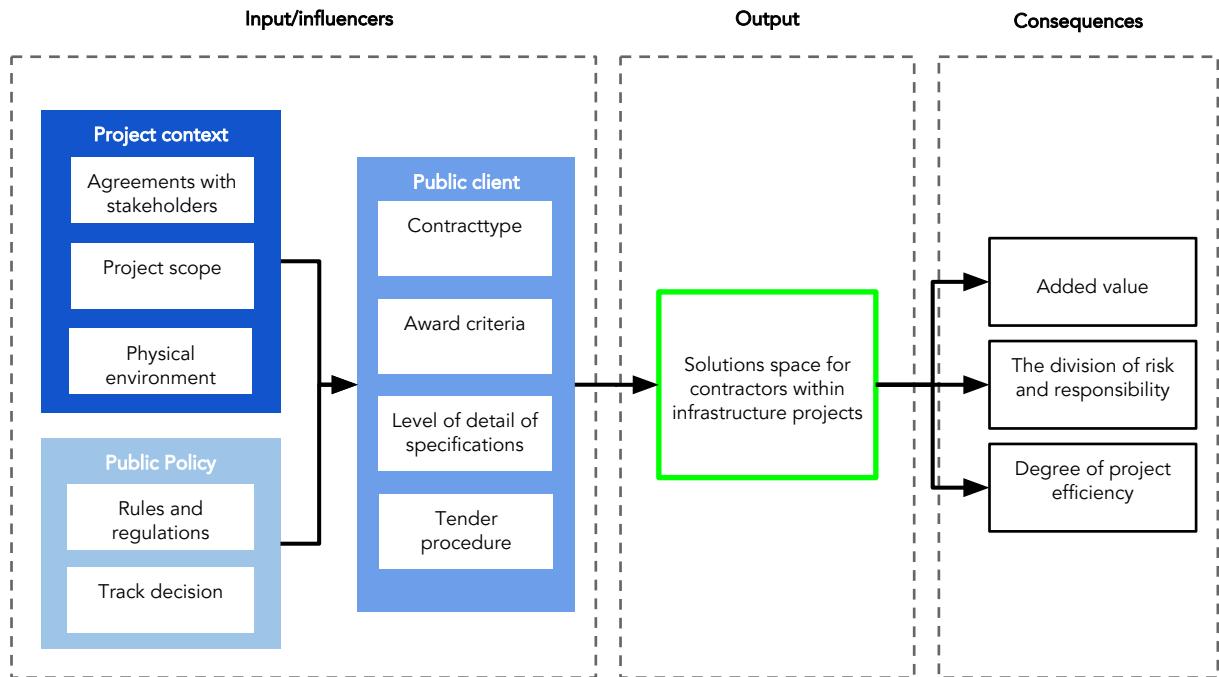 Input/influencers
Output
Consequences
Project context
Agreements with
stakeholders
Project scope
Physical
environment
Public Policy
Rules and
regulations
Track decision
Public client
Contracttype
Award criteria
Level of detail of
specifications
Tender
procedure
Solutions space for
contractors within
infrastructure projects
Added value
The division of risk
and responsibility
Degree of project
efficiency